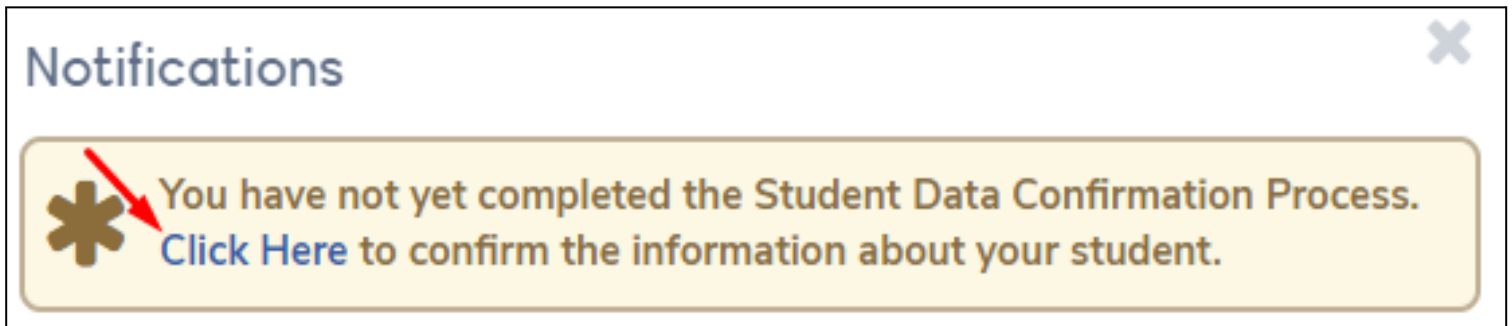 Notifications
You have not yet completed the Student Data Confirmation Process.
Click Here to confirm the information about your student.